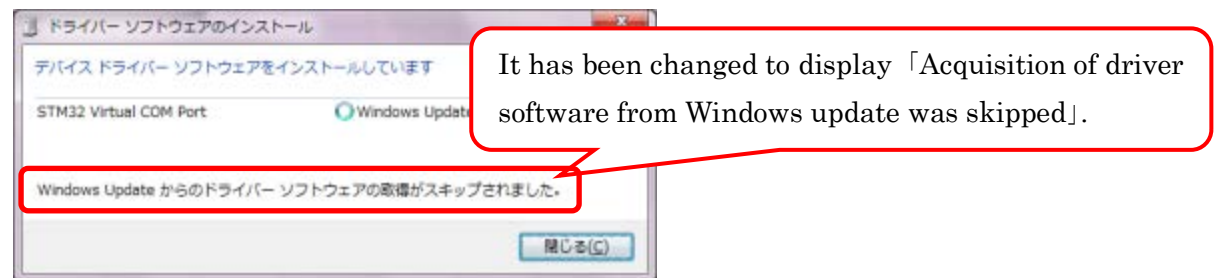 ドライバー ソフトウェアのインストール
デバイス ドライバー ソフトウェアをインストールしています
STM32 Virtual COM Port
Windows Update
Windows Update からのドライバー ソフトウェアの取得がスキップされました。
閉じる(C)
It has been changed to display「Acquisition of driver
software from Windows update was skipped」.